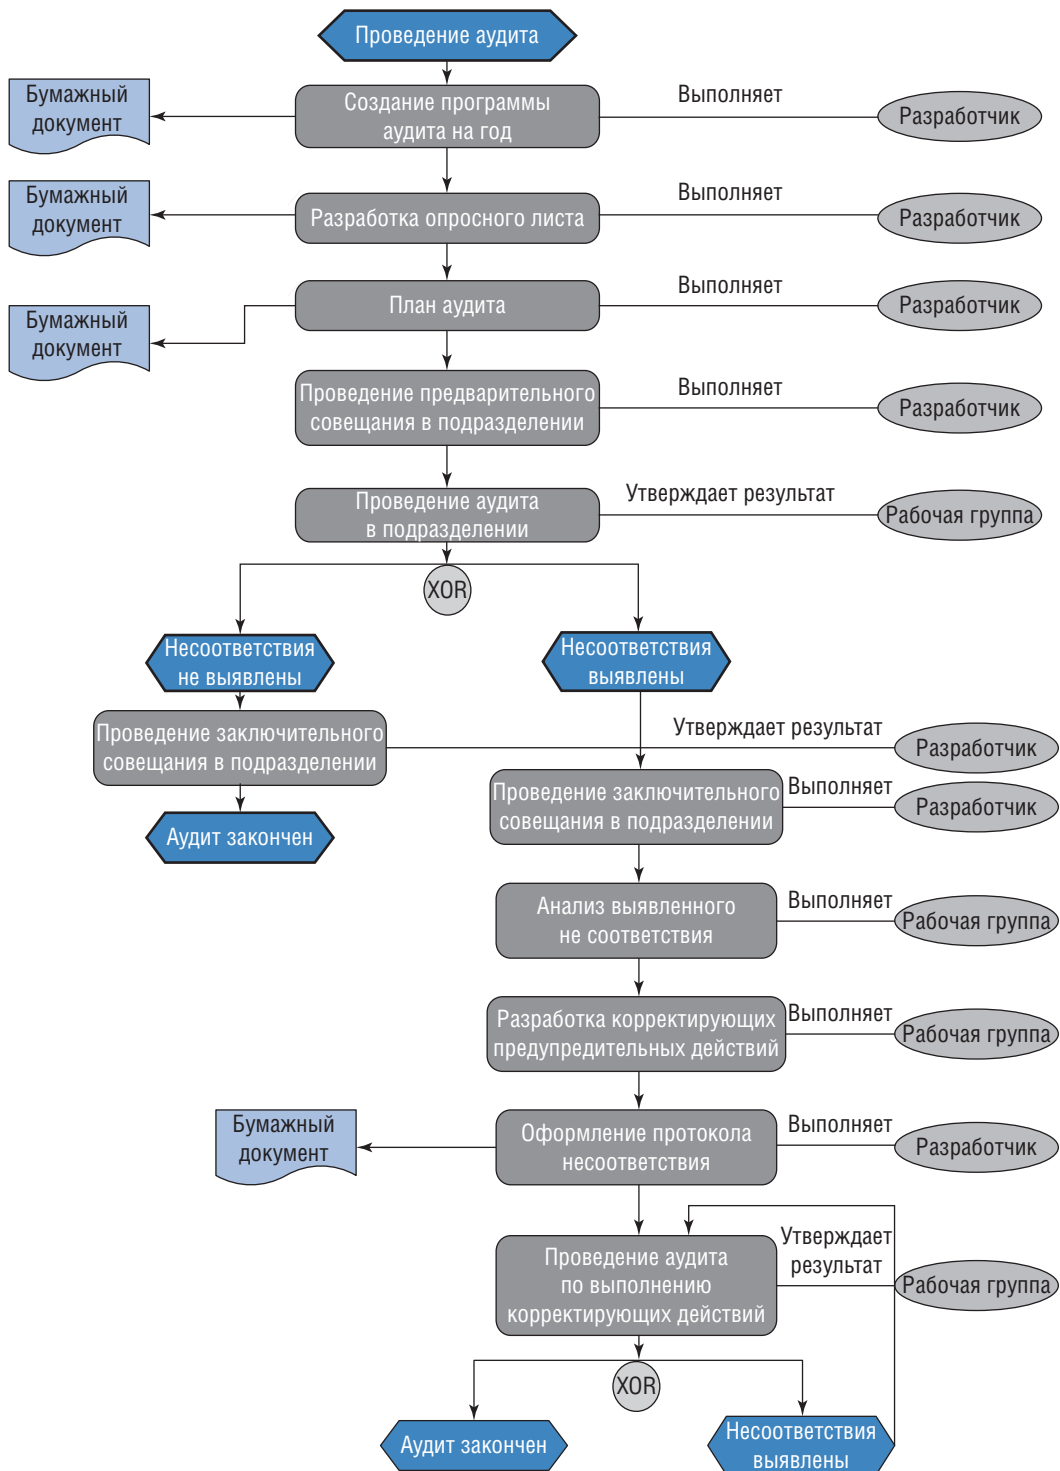 Проведение аудита
Бумажный
документ
Создание программы
аудита на год
Выполняет
Разработчик
Бумажный
документ
Разработка опросного листа
Выполняет
Разработчик
Бумажный
документ
План аудита
Выполняет
Разработчик
Проведение предварительного
совещания в подразделении
Выполняет
Разработчик
Проведение аудита
в подразделении
Утверждает результат
Рабочая группа
XOR
Несоответствия
не выявлены
Несоответствия
выявлены
Проведение заключительного
совещания в подразделении
Утверждает результат
Разработчик
Проведение заключительного
совещания в подразделении
Выполняет
Разработчик
Аудит закончен
Анализ выявленного
не соответствия
Выполняет
Рабочая группа
Разработка корректирующих
предупредительных действий
Выполняет
Рабочая группа
Бумажный
документ
Оформление протокола
несоответствия
Выполняет
Разработчик
Проведение аудита
по выполнению
корректирующих действий
Утверждает
результат
Рабочая группа
XOR
Аудит закончен
Несоответствия
выявлены